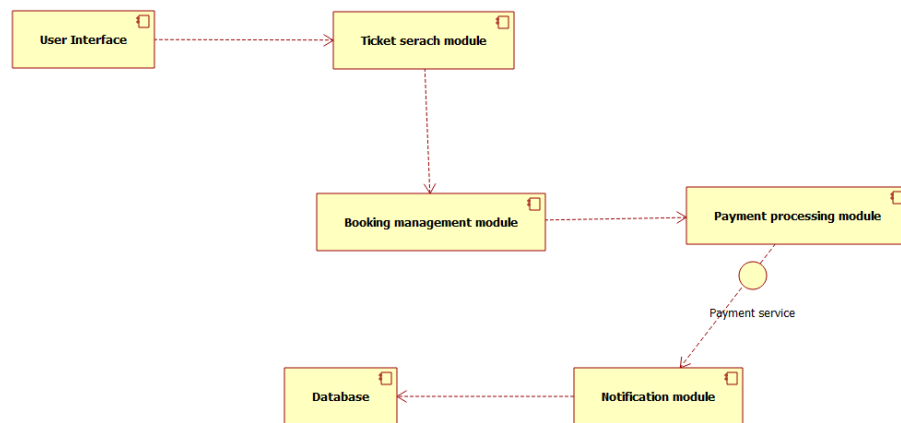 User Interface
Ticket serach module
Booking management module
Payment processing module
Payment service
Database
Notification module